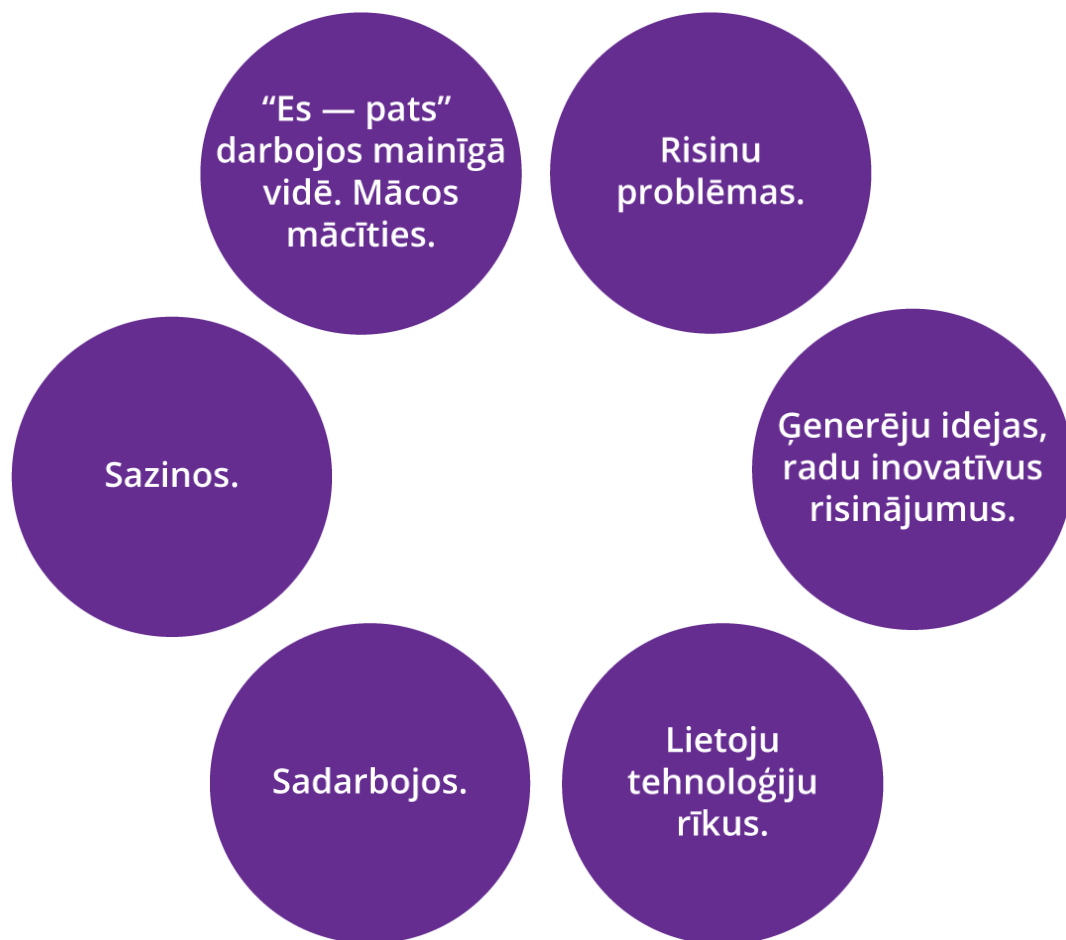 “Es — pats”
darbojos mainīgā
vidē. Mācos
mācīties.
Risinu
problēmas.
Ģenerēju idejas,
radu inovatīvus
risinājumus.
Lietoju
tehnoloģiju
rīkus.
Sadarbojos.
Sazinos.